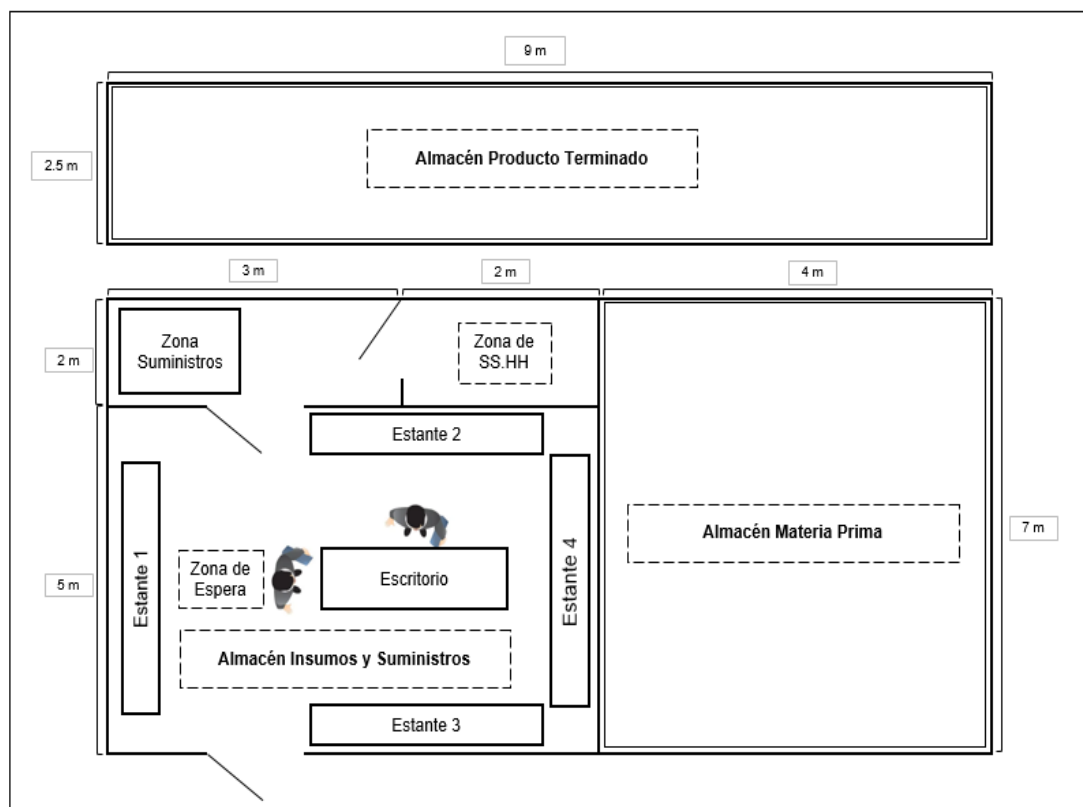 9 m
2.5 m
Almacén Producto Terminado
3 m
2 m
4 m
2 m
Zona
Suministros
Zona de
SS.HH
Estante 2
Estante 1
Zona de
Espera
Escritorio
Estante 4
Almacén Materia Prima
7 m
5 m
Almacén Insumos y Suministros
Estante 3